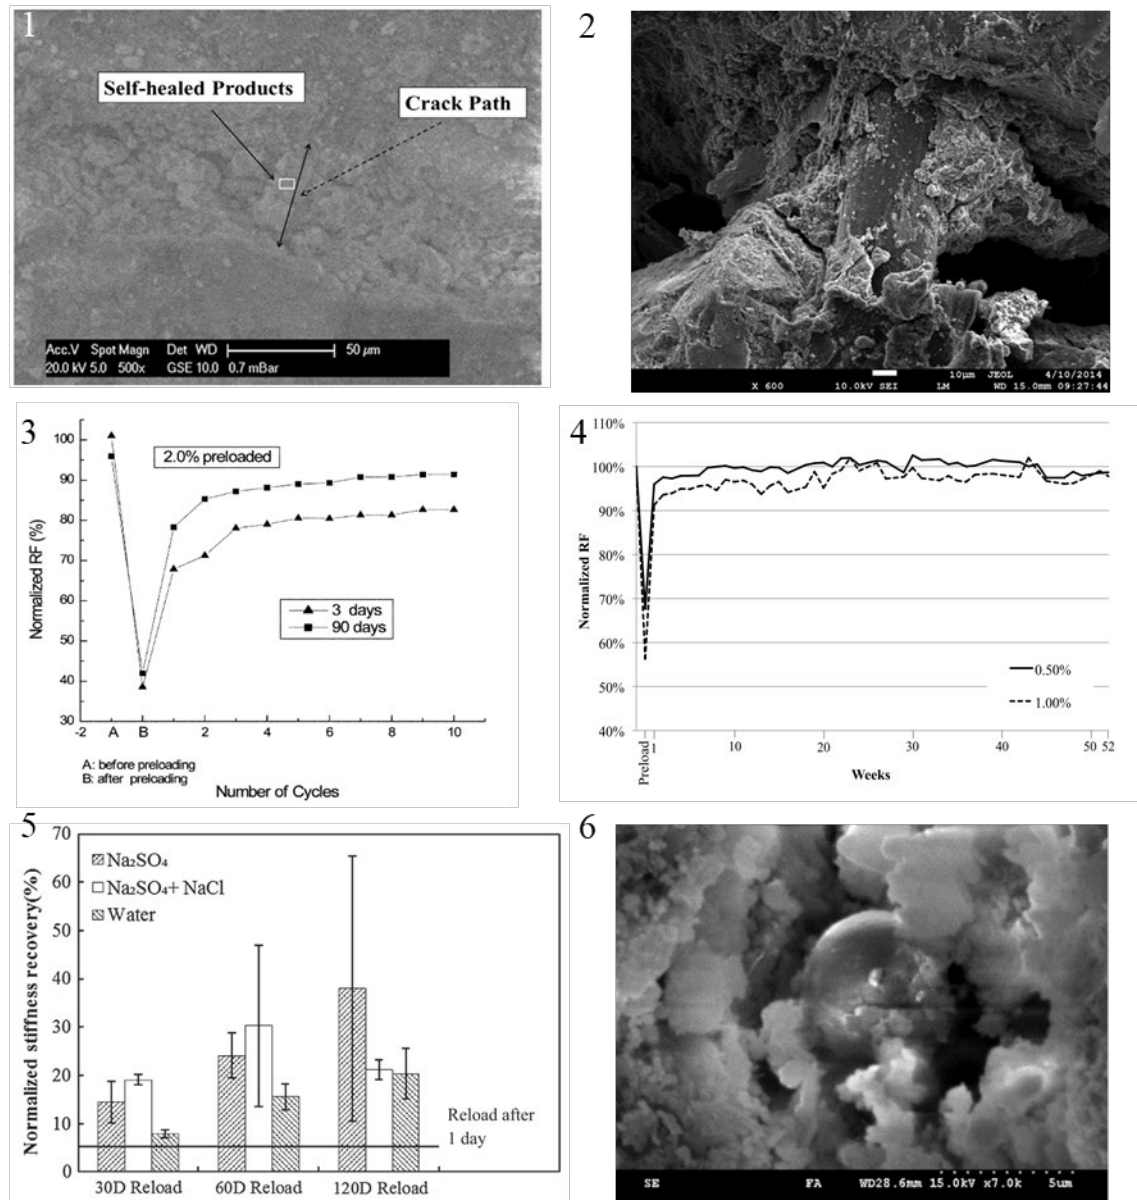 1
Self-healed Products
Crack Path
Acc.V Spot Magn Det WD 50 µm
20.0 kV 5.0 500x GSE 10.0 0.7 mBar
2
X 600 10.0kV SEI 10µm JEOL LM 4/10/2014 WD 15.0mm 09:27:44
3
2.0% preloaded
Normalized RF (%)
100
90
80
70
60
50
40
30
3 days
90 days
-2 A B 2 4 6 8 10
A: before preloading
B: after preloading
Number of Cycles
4
Normalized RF
110%
100%
90%
80%
70%
60%
50%
40%
0.50%
1.00%
Preload 1 10 20 30 40 50 52
Weeks
5
Normalized stiffness recovery(%)
70
60
50
40
30
20
10
0
Na₂SO₄
Na₂SO₄+ NaCl
Water
Reload after
1 day
30D Reload 60D Reload 120D Reload
6
SE FA WD28.6mm 15.0kV x7.0k 5um